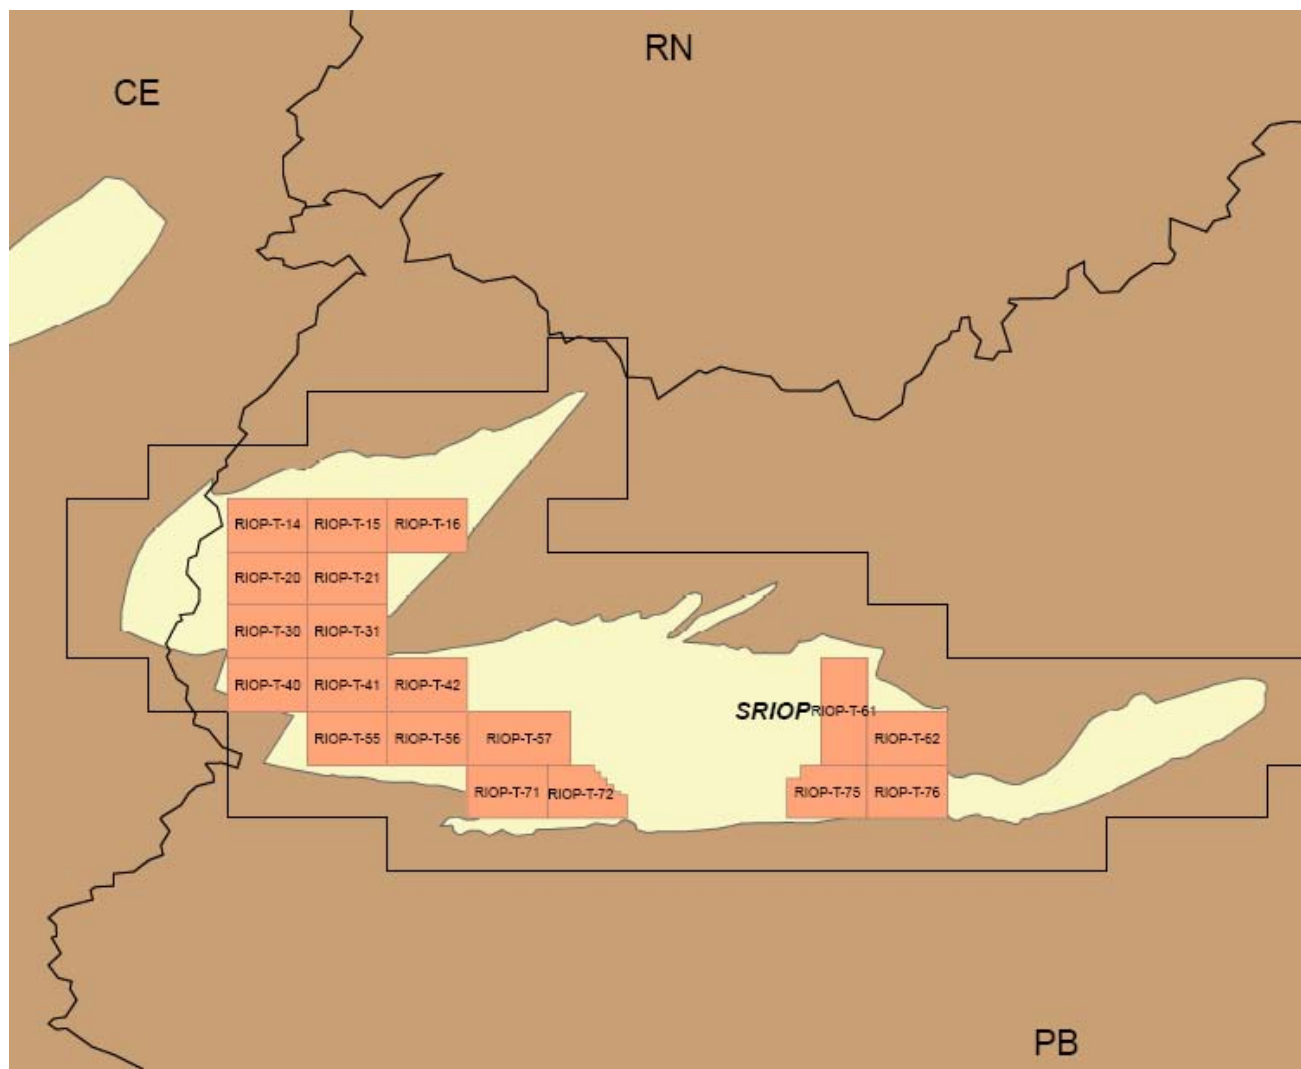 RN
CE
RIOP-T-14 RIOP-T-15 RIOP-T-16
RIOP-T-20 RIOP-T-21
RIOP-T-30 RIOP-T-31
RIOP-T-40 RIOP-T-41 RIOP-T-42
SRIOP RIOP-T-61
RIOP-T-55 RIOP-T-56 RIOP-T-57 RIOP-T-62
RIOP-T-71 RIOP-T-72 RIOP-T-75 RIOP-T-76
PB